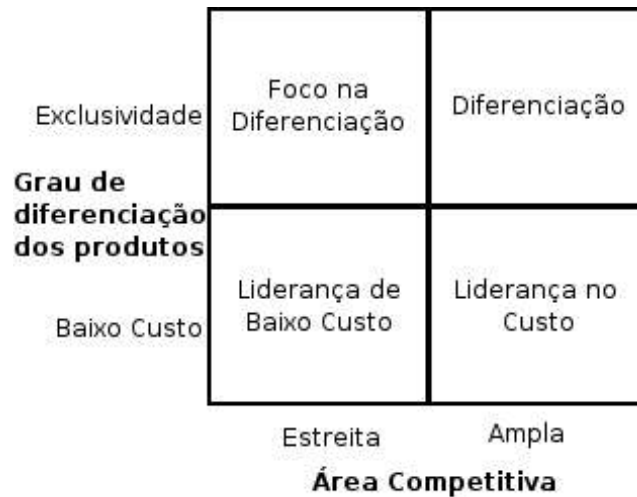 Exclusividade
Foco na
Diferenciação
Diferenciação
Grau de
diferenciação
dos produtos
Baixo Custo
Liderança de
Baixo Custo
Liderança no
Custo
Estreita
Ampla
Área Competitiva